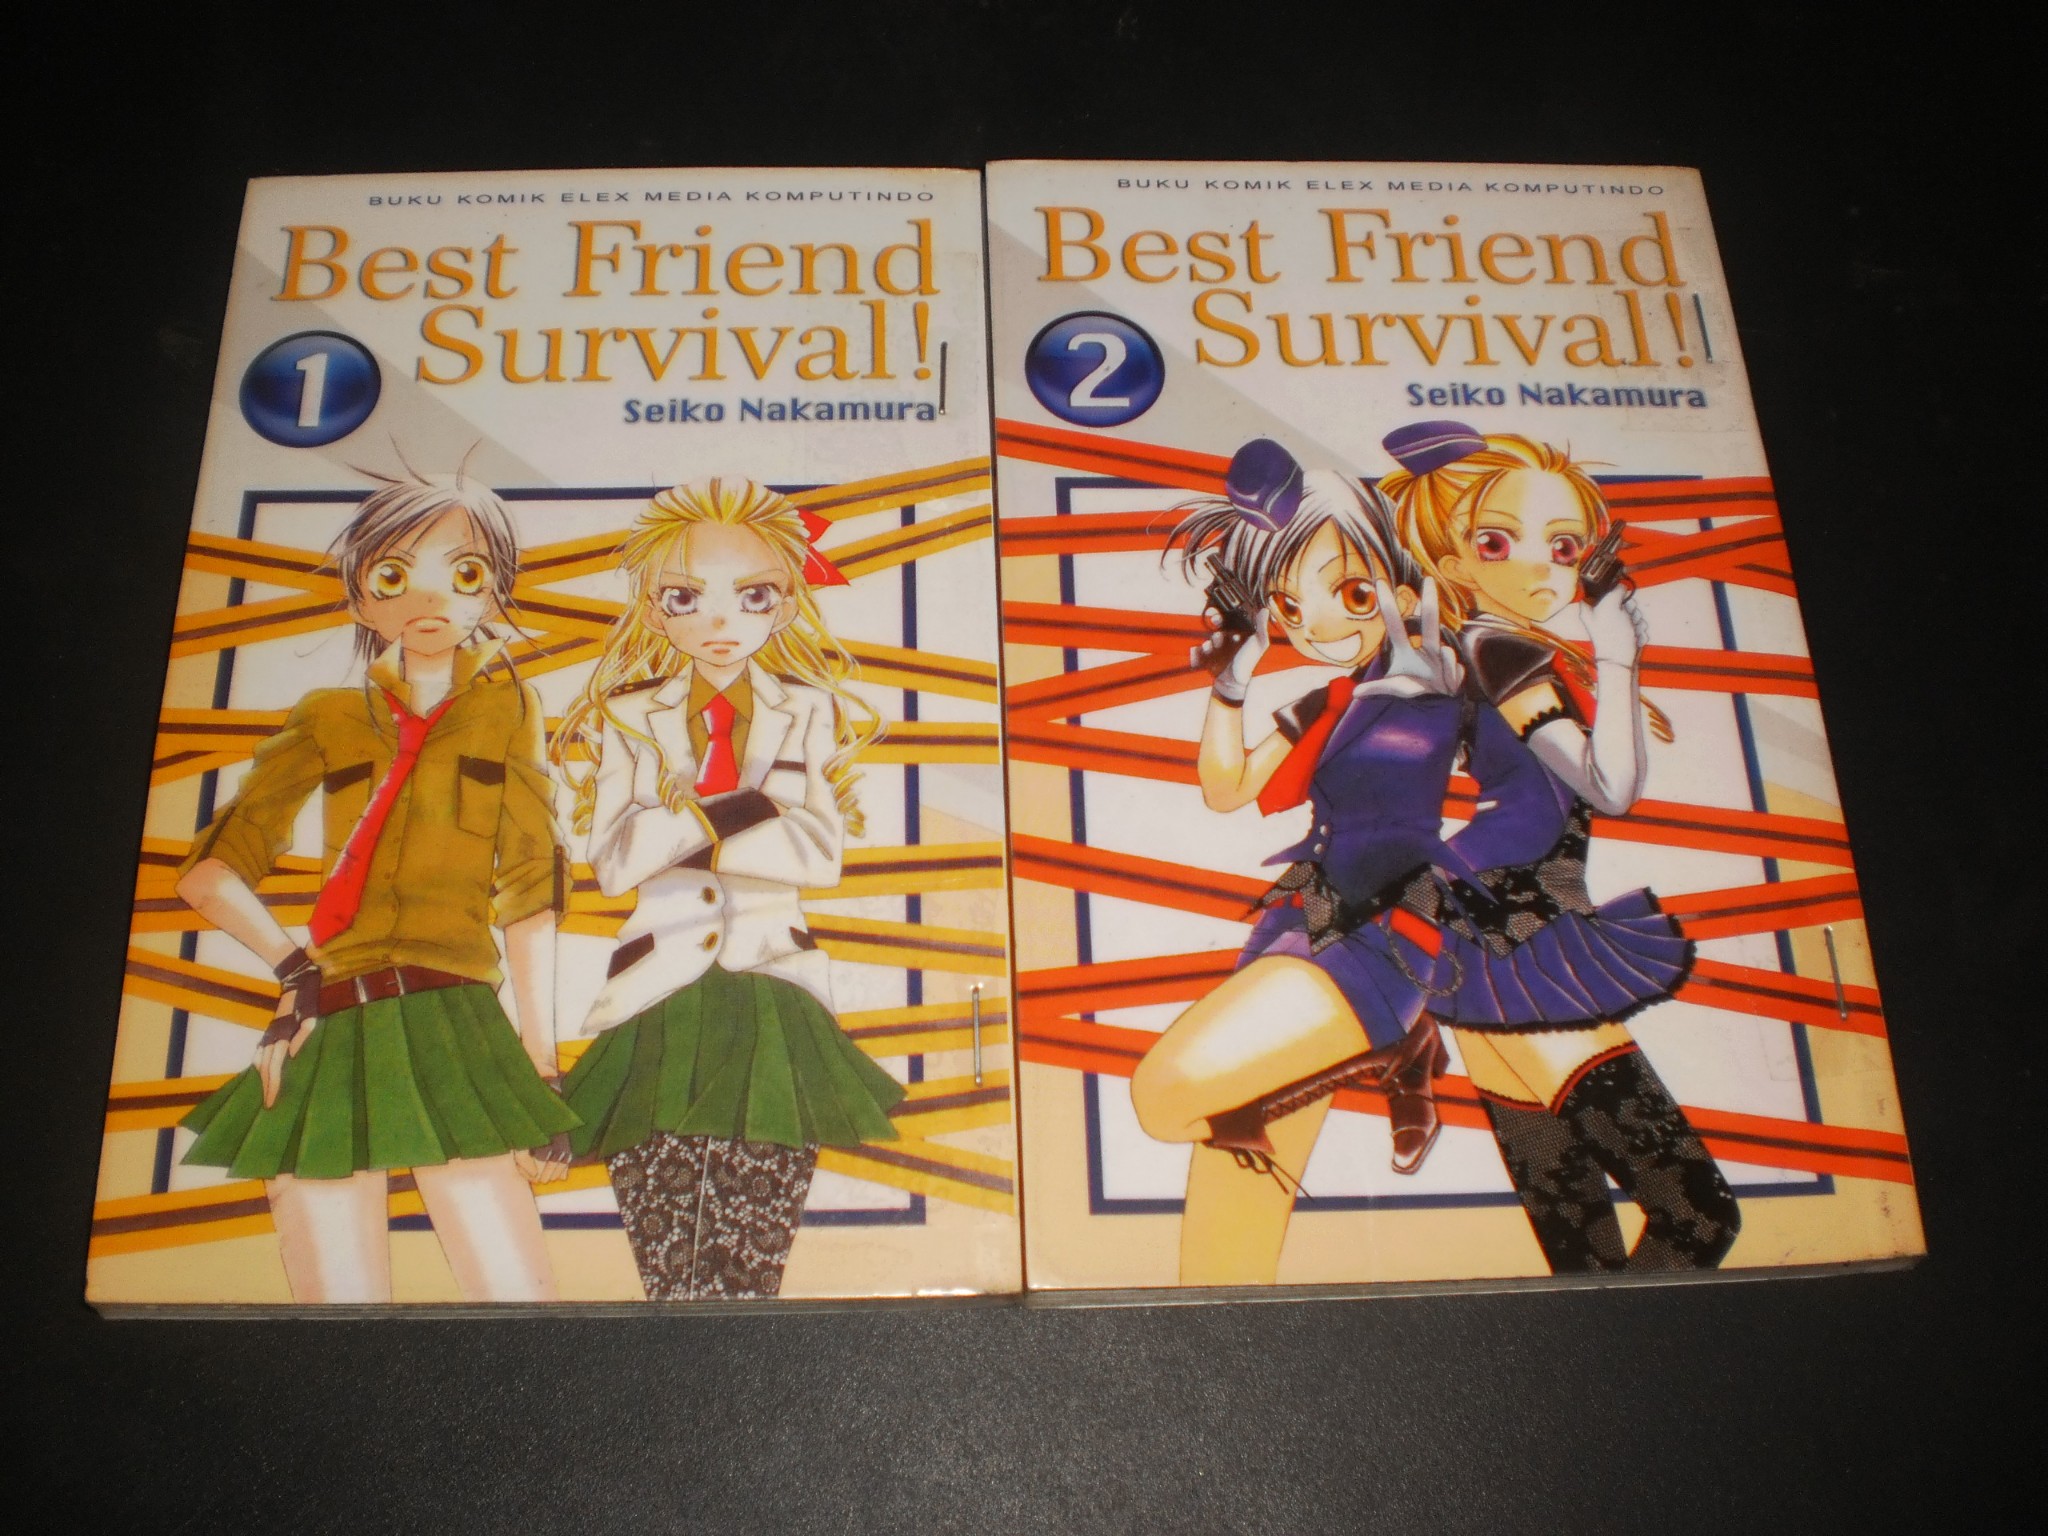 BUKU KOMIK ELEX MEDIA KOMPUTINDO
Best Friend
Survival!
1
Seiko Nakamura
BUKU KOMIK ELEX MEDIA KOMPUTINDO
Best Friend
Survival!
2
Seiko Nakamura